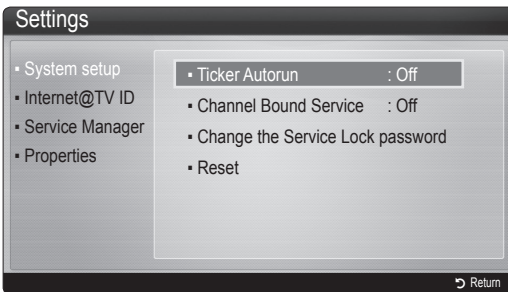 Settings
▪ System setup
▪ Internet@TV ID
▪ Service Manager
▪ Properties
▪ Ticker Autorun : Off
▪ Channel Bound Service : Off
▪ Change the Service Lock password
▪ Reset
Return